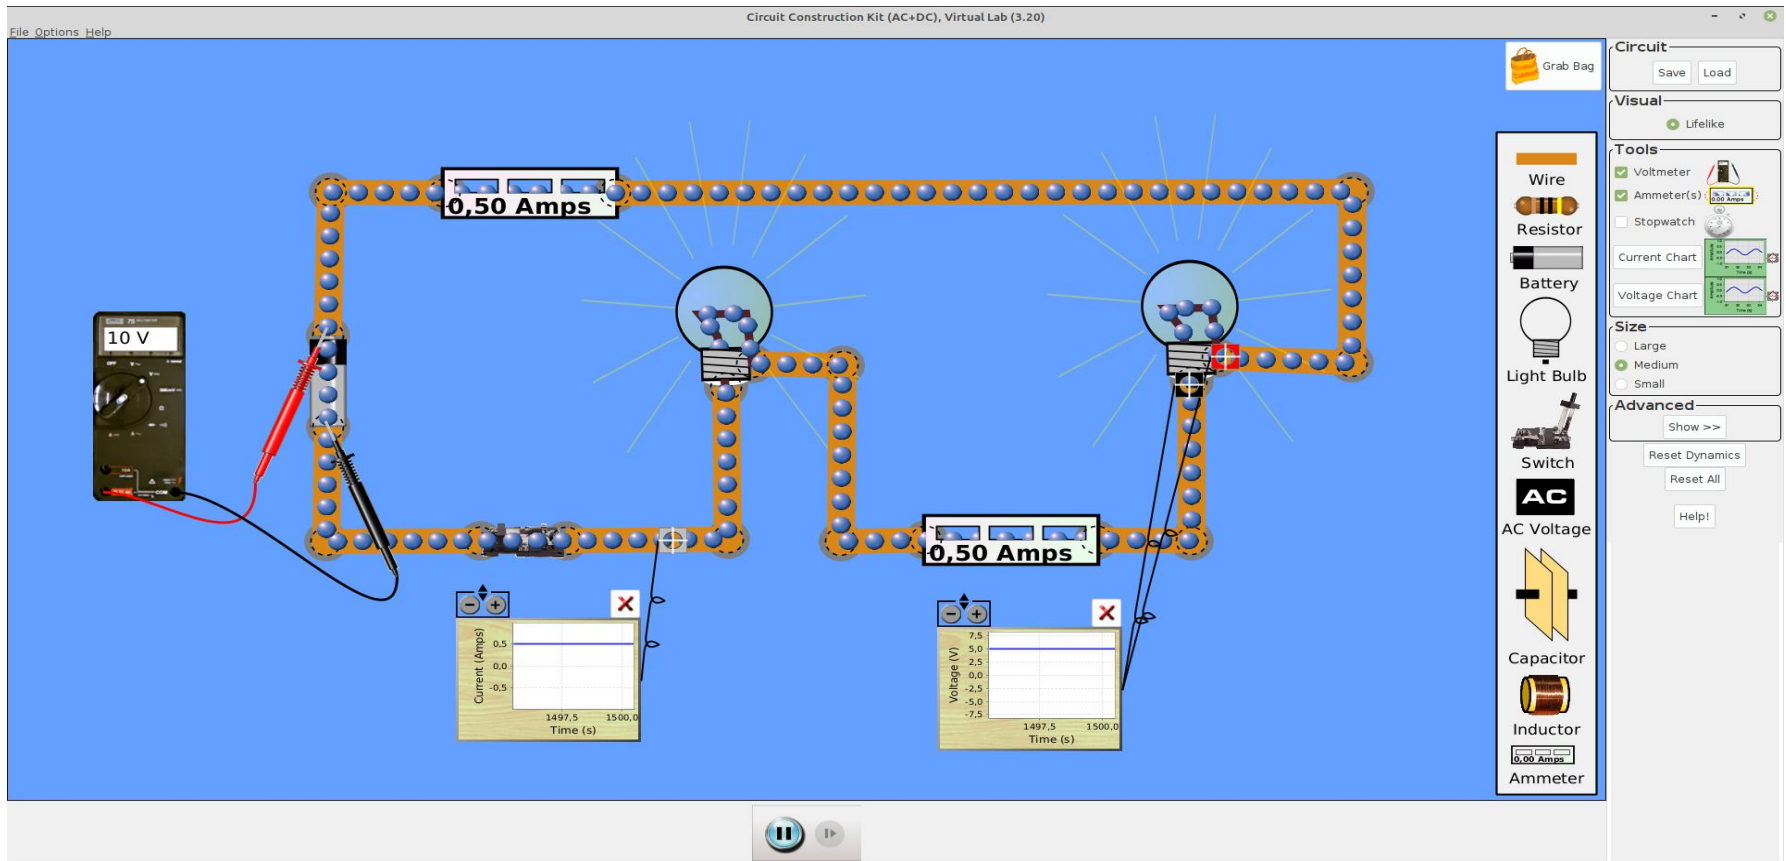 Circuit Construction Kit (AC+DC), Virtual Lab (3.20)
File Options Help
Grab Bag
0,50 Amps
10 V
0,50 Amps
Current (Amps)
0,5
0,0
-0,5
1497,5 1500,0
Time (s)
Voltage (V)
7,5
5,0
2,5
0,0
-2,5
-5,0
-7,5
1497,5 1500,0
Time (s)
Wire
Resistor
Battery
Light Bulb
Switch
AC
AC Voltage
Capacitor
Inductor
0,00 Amps
Ammeter
Circuit
Save Load
Visual
Lifelike
Tools
Voltmeter
Ammeter(s)
0.00 Amps
Stopwatch
Current Chart
Voltage Chart
Size
Large
Medium
Small
Advanced
Show >>
Reset Dynamics
Reset All
Help!